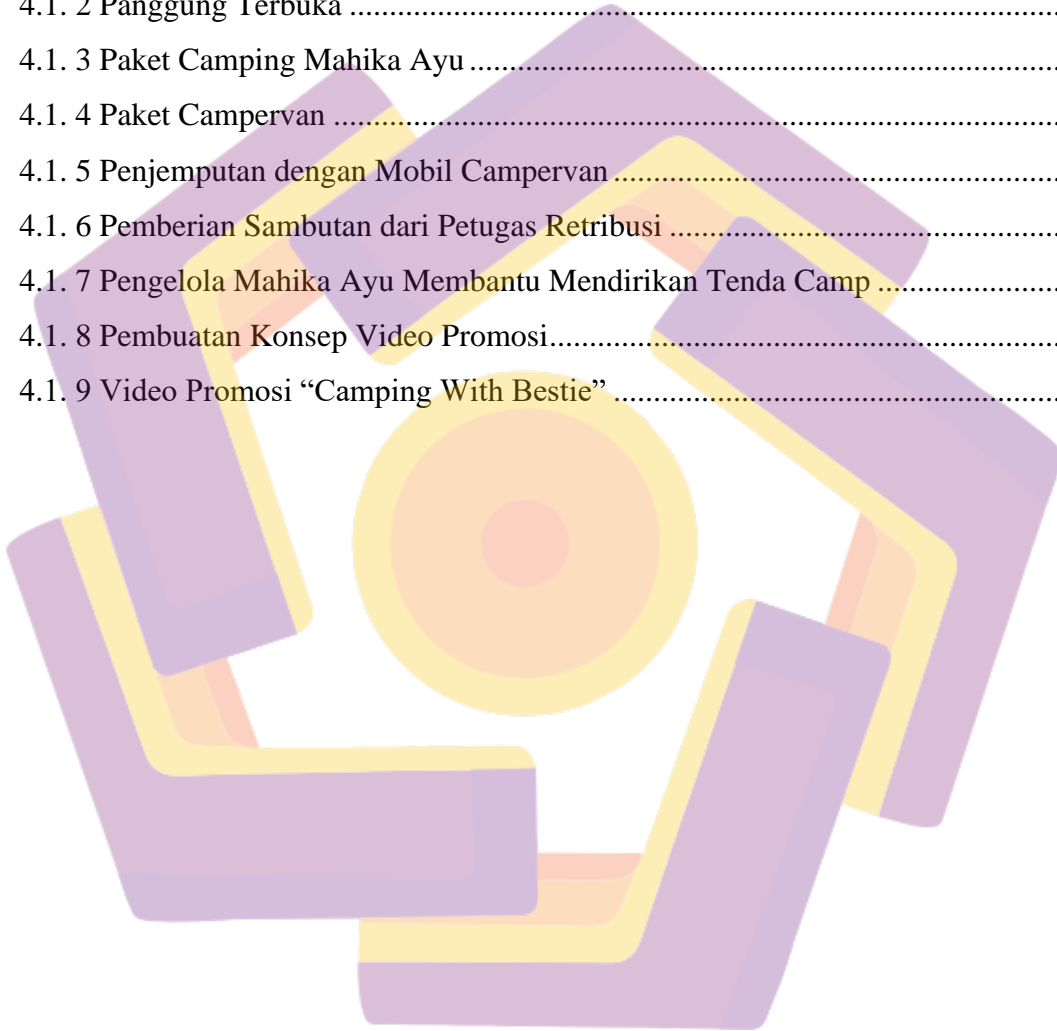 4.1. 2 Panggung Terbuka ........................................................................................
4.1. 3 Paket Camping Mahika Ayu ........................................................................
4.1. 4 Paket Campervan ..........................................................................................
4.1. 5 Penjemputan dengan Mobil Campervan ......................................................
4.1. 6 Pemberian Sambutan dari Petugas Retribusi ...............................................
4.1. 7 Pengelola Mahika Ayu Membantu Mendirikan Tenda Camp .......................
4.1. 8 Pembuatan Konsep Video Promosi..............................................................
4.1. 9 Video Promosi “Camping With Bestie” .......................................................